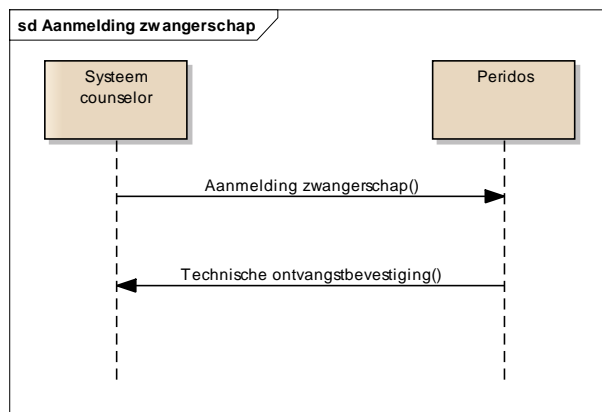 sd Aanmelding zwangerschap
Systeem
counselor
Peridos
Aanmelding zwangerschap()
Technische ontvangstbevestiging()